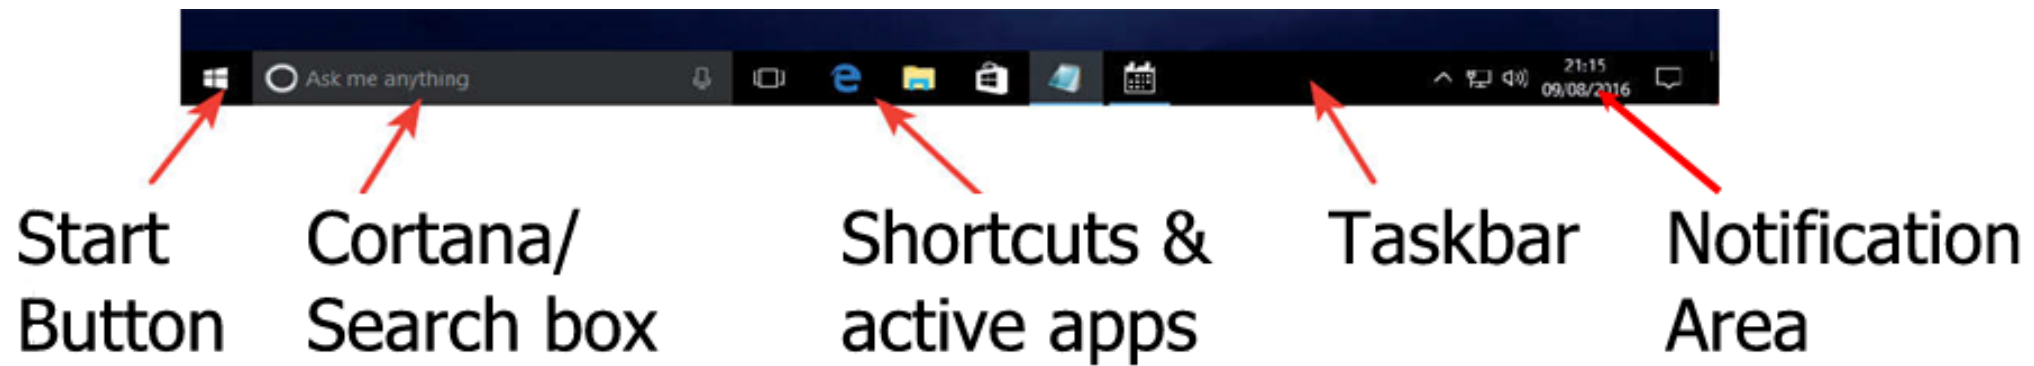 Ask me anything
21:15
09/08/2016
Start
Button
Cortana/
Search box
Shortcuts &
active apps
Taskbar
Notification
Area